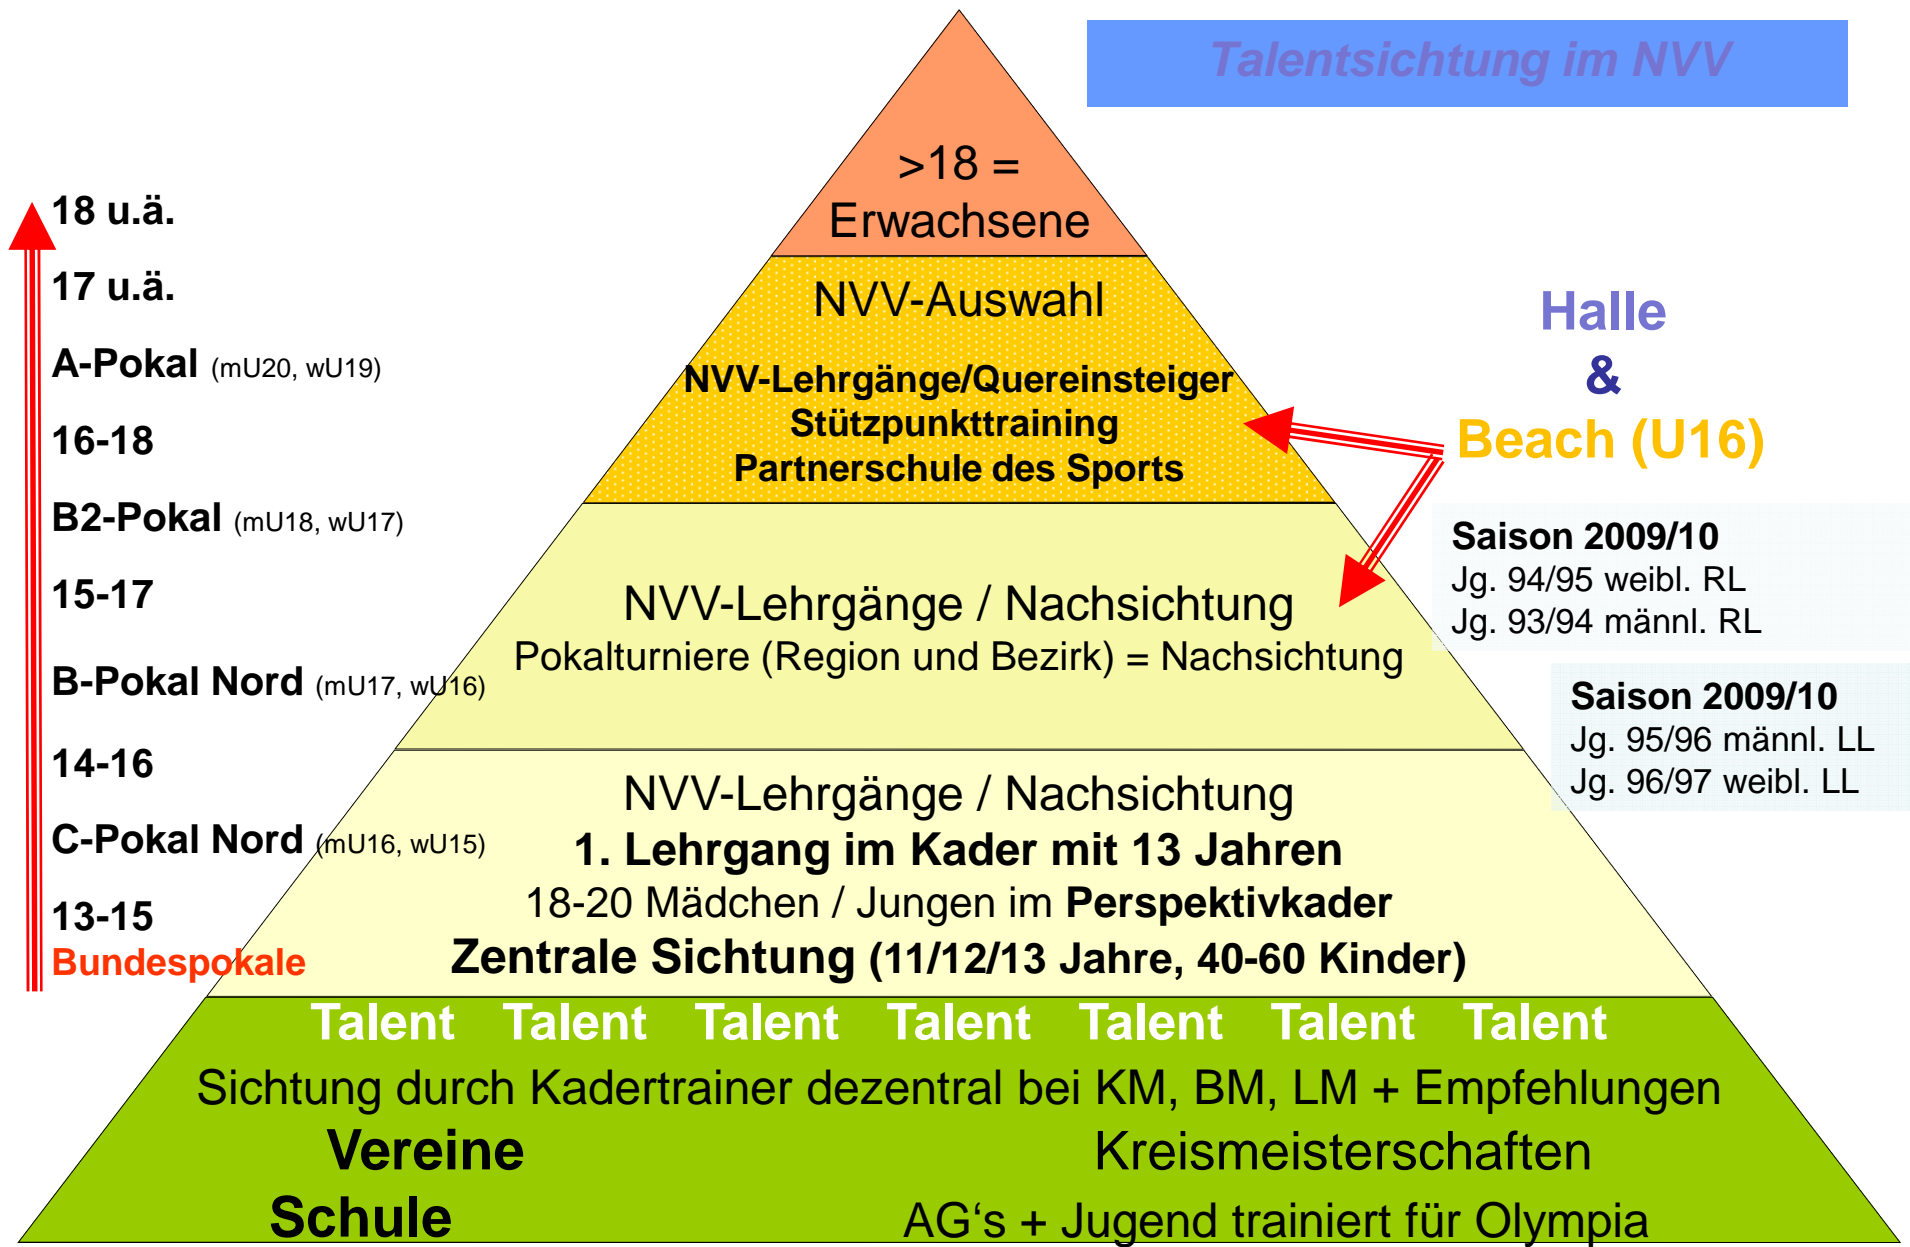 Talentsichtung im NVV
>18 =
Erwachsene
18 u.ä.
17 u.ä.
A-Pokal (mU20, wU19)
16-18
B2-Pokal (mU18, wU17)
15-17
B-Pokal Nord (mU17, wU16)
14-16
C-Pokal Nord (mU16, wU15)
13-15
Bundespokale
NVV-Auswahl
NVV-Lehrgänge/Quereinsteiger
Stützpunkttraining
Partnerschule des Sports
Halle
&
Beach (U16)
Saison 2009/10
Jg. 94/95 weibl. RL
Jg. 93/94 männl. RL
NVV-Lehrgänge / Nachsichtung
Pokalturniere (Region und Bezirk) = Nachsichtung
Saison 2009/10
Jg. 95/96 männl. LL
Jg. 96/97 weibl. LL
NVV-Lehrgänge / Nachsichtung
1. Lehrgang im Kader mit 13 Jahren
18-20 Mädchen / Jungen im Perspektivkader
Zentrale Sichtung (11/12/13 Jahre, 40-60 Kinder)
Talent Talent Talent Talent Talent Talent Talent
Sichtung durch Kadertrainer dezentral bei KM, BM, LM + Empfehlungen
Vereine Kreismeisterschaften
Schule AG‘s + Jugend trainiert für Olympia